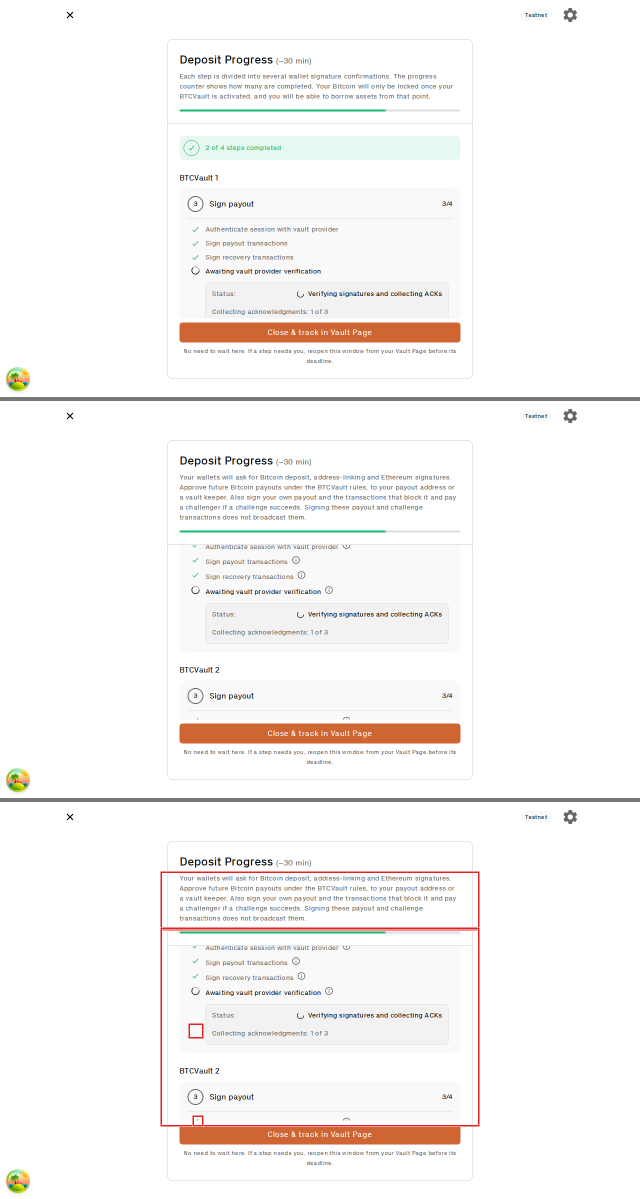 ×
Testnet
Deposit Progress (~30 min)
Each step is divided into several wallet signature confirmations. The progress
counter shows how many are completed. Your Bitcoin will only be locked once your
BTCVault is activated, and you will be able to borrow assets from that point.
2 of 4 steps completed
BTCVault 1
3 Sign payout 3/4
Authenticate session with vault provider
Sign payout transactions
Sign recovery transactions
Awaiting vault provider verification
Status: Verifying signatures and collecting ACKs
Collecting acknowledgments: 1 of 3
Close & track in Vault Page
No need to wait here. If a step needs you, reopen this window from your Vault Page before its
deadline.
×
Testnet
Deposit Progress (~30 min)
Your wallets will ask for Bitcoin deposit, address-linking and Ethereum signatures.
Approve future Bitcoin payouts under the BTCVault rules, to your payout address or
a vault keeper. Also sign your own payout and the transactions that block it and pay
a challenger if a challenge succeeds. Signing these payout and challenge
transactions does not broadcast them.
Authenticate session with vault provider
Sign payout transactions
Sign recovery transactions
Awaiting vault provider verification
Status: Verifying signatures and collecting ACKs
Collecting acknowledgments: 1 of 3
BTCVault 2
3 Sign payout 3/4
Close & track in Vault Page
No need to wait here. If a step needs you, reopen this window from your Vault Page before its
deadline.
×
Testnet
Deposit Progress (~30 min)
Your wallets will ask for Bitcoin deposit, address-linking and Ethereum signatures.
Approve future Bitcoin payouts under the BTCVault rules, to your payout address or
a vault keeper. Also sign your own payout and the transactions that block it and pay
a challenger if a challenge succeeds. Signing these payout and challenge
transactions does not broadcast them.
Authenticate session with vault provider
Sign payout transactions
Sign recovery transactions
Awaiting vault provider verification
Status: Verifying signatures and collecting ACKs
Collecting acknowledgments: 1 of 3
BTCVault 2
3 Sign payout 3/4
Close & track in Vault Page
No need to wait here. If a step needs you, reopen this window from your Vault Page before its
deadline.